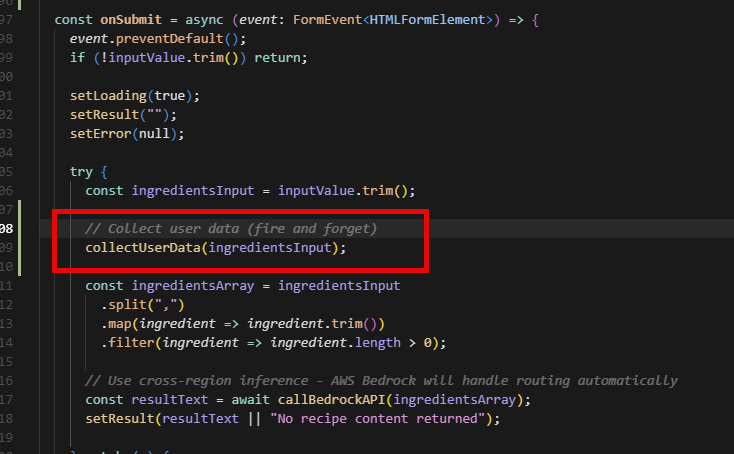 97 const onSubmit = async (event: FormEvent<HTMLFormElement>) => {
98 event.preventDefault();
99 if (!inputValue.trim()) return;
00
01 setLoading(true);
02 setResult("");
03 setError(null);
04
05 try {
06 const ingredientsInput = inputValue.trim();
07
08 // Collect user data (fire and forget)
09 collectUserData(ingredientsInput);
10
11 const ingredientsArray = ingredientsInput
12 .split(",")
13 .map(ingredient => ingredient.trim())
14 .filter(ingredient => ingredient.length > 0);
15
16 // Use cross-region inference - AWS Bedrock will handle routing automatically
17 const resultText = await callBedrockAPI(ingredientsArray);
18 setResult(resultText || "No recipe content returned");
19